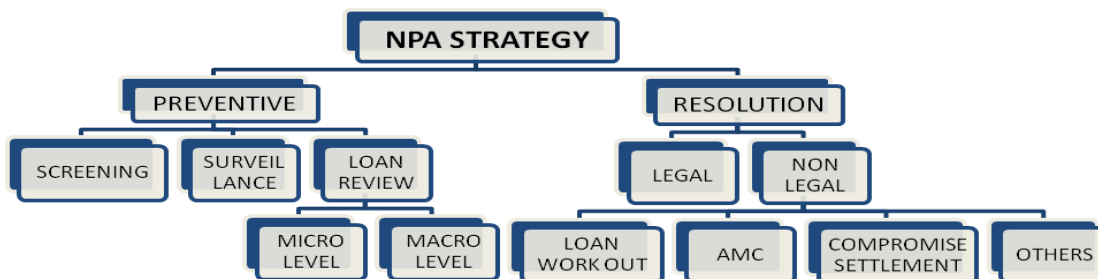 NPA STRATEGY
PREVENTIVE
RESOLUTION
SCREENING
SURVEIL
LANCE
LOAN
REVIEW
LEGAL
NON
LEGAL
MICRO
LEVEL
MACRO
LEVEL
LOAN
WORK OUT
AMC
COMPROMISE
SETTLEMENT
OTHERS